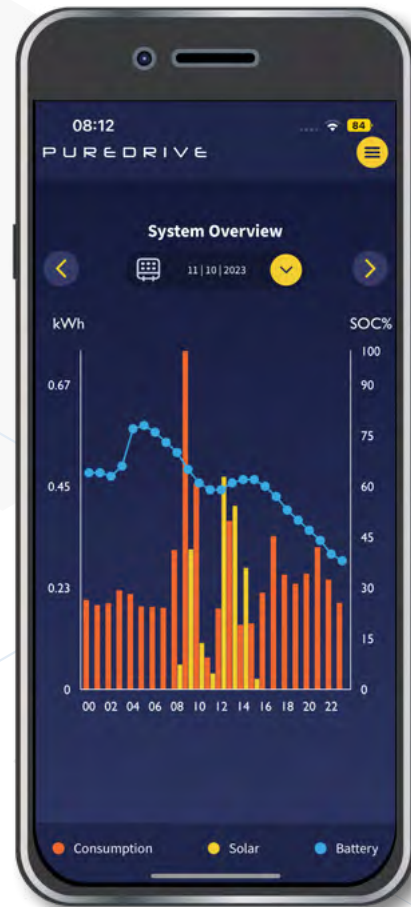 08:12
84
PUREDRIVE
System Overview
11|10|2023
kWh
SOC%
100
0.67
90
75
0.45
60
45
0.23
30
15
0
0
00 02 04 06 08 10 12 14 16 18 20 22
Consumption
Solar
Battery